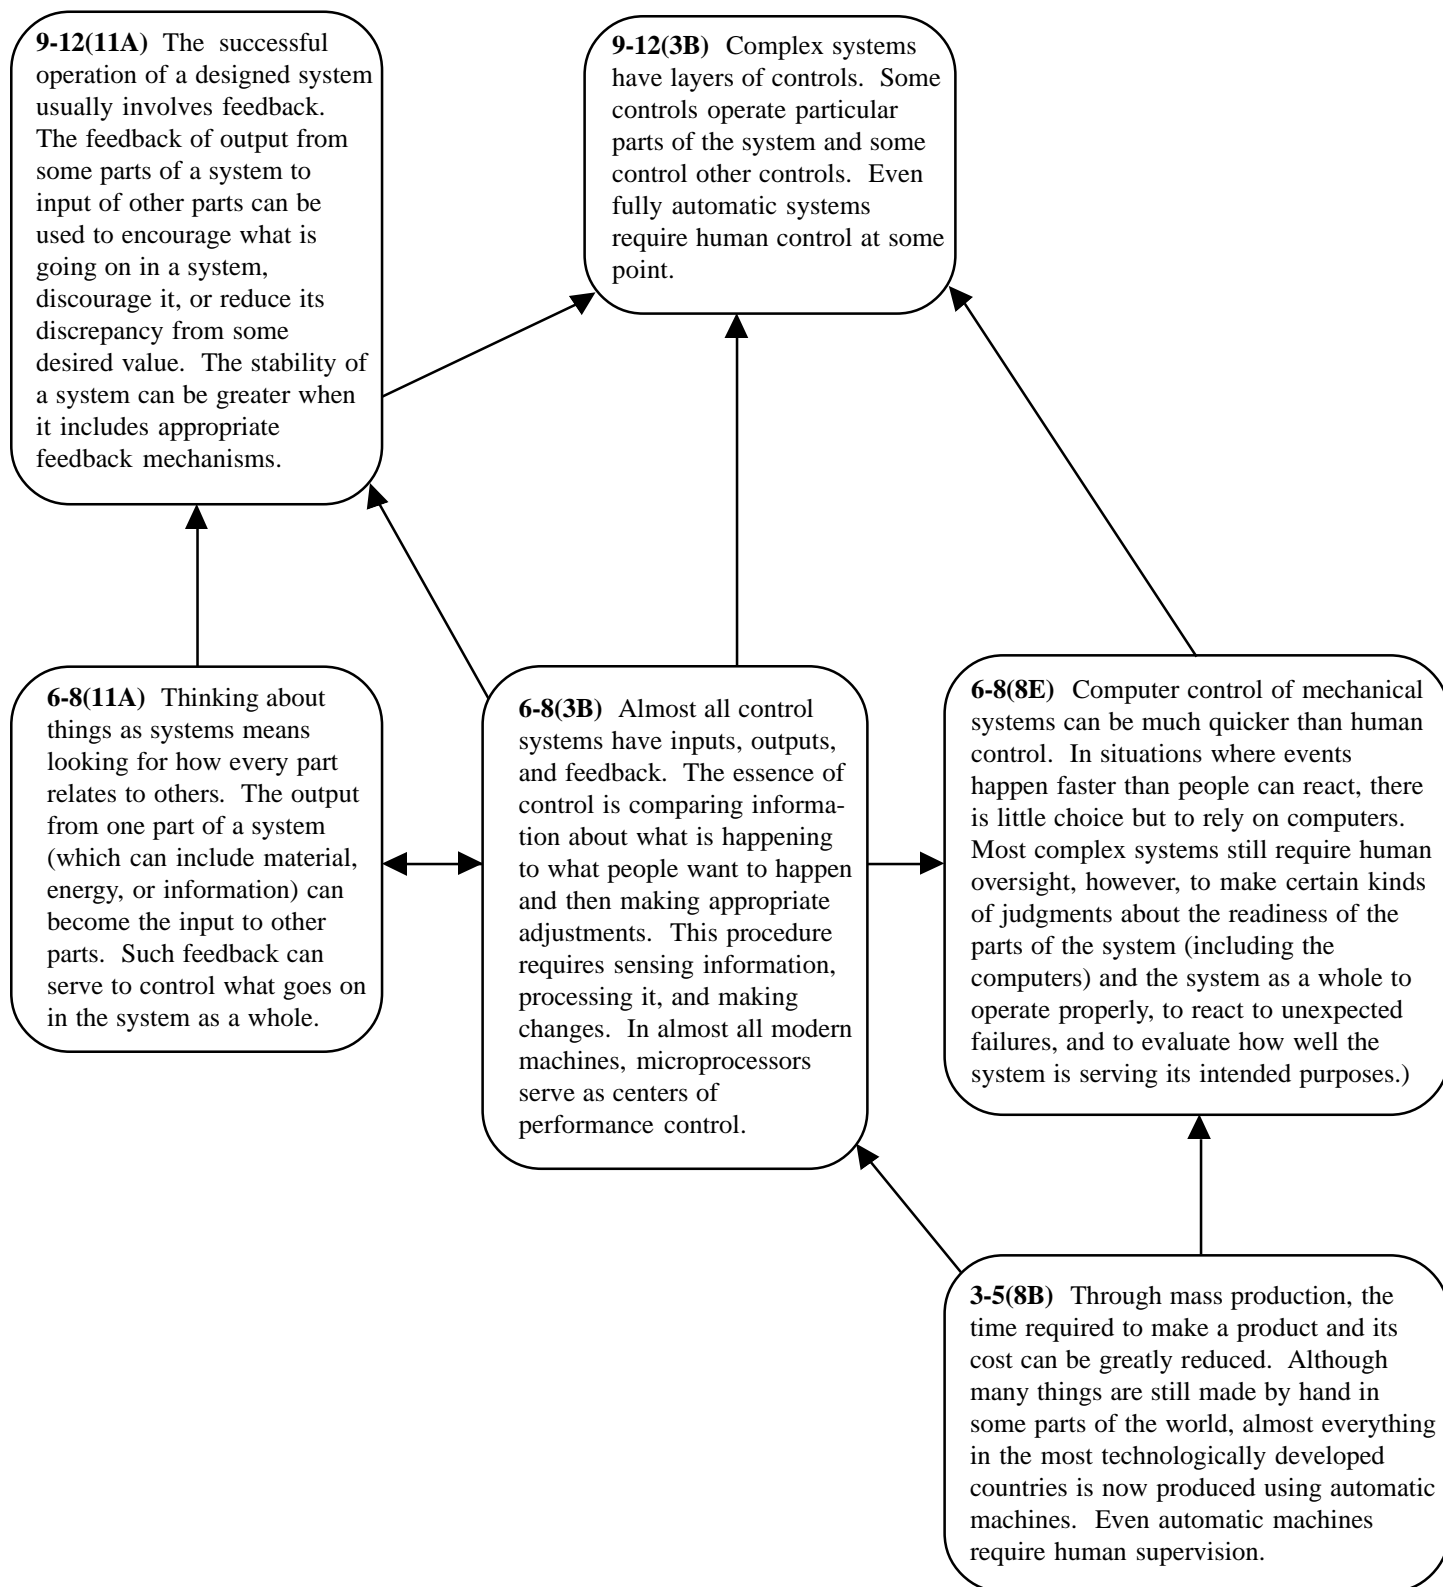 9-12(11A) The successful
operation of a designed system
usually involves feedback.
The feedback of output from
some parts of a system to
input of other parts can be
used to encourage what is
going on in a system,
discourage it, or reduce its
discrepancy from some
desired value. The stability of
a system can be greater when
it includes appropriate
feedback mechanisms.
9-12(3B) Complex systems
have layers of controls. Some
controls operate particular
parts of the system and some
control other controls. Even
fully automatic systems
require human control at some
point.
6-8(11A) Thinking about
things as systems means
looking for how every part
relates to others. The output
from one part of a system
(which can include material,
energy, or information) can
become the input to other
parts. Such feedback can
serve to control what goes on
in the system as a whole.
6-8(3B) Almost all control
systems have inputs, outputs,
and feedback. The essence of
control is comparing informa-
tion about what is happening
to what people want to happen
and then making appropriate
adjustments. This procedure
requires sensing information,
processing it, and making
changes. In almost all modern
machines, microprocessors
serve as centers of
performance control.
6-8(8E) Computer control of mechanical
systems can be much quicker than human
control. In situations where events
happen faster than people can react, there
is little choice but to rely on computers.
Most complex systems still require human
oversight, however, to make certain kinds
of judgments about the readiness of the
parts of the system (including the
computers) and the system as a whole to
operate properly, to react to unexpected
failures, and to evaluate how well the
system is serving its intended purposes.)
3-5(8B) Through mass production, the
time required to make a product and its
cost can be greatly reduced. Although
many things are still made by hand in
some parts of the world, almost everything
in the most technologically developed
countries is now produced using automatic
machines. Even automatic machines
require human supervision.